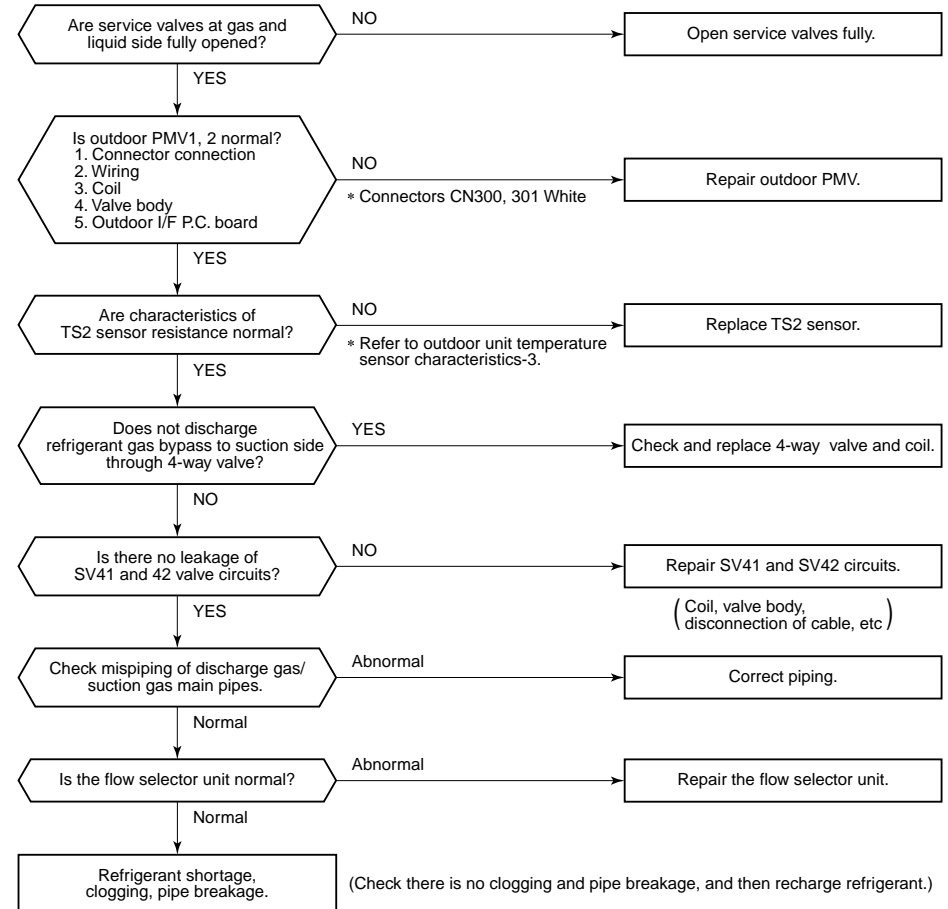 Are service valves at gas and
liquid side fully opened?
NO
Open service valves fully.
YES
Is outdoor PMV1, 2 normal?
1. Connector connection
2. Wiring
3. Coil
4. Valve body
5. Outdoor I/F P.C. board
NO
* Connectors CN300, 301 White
Repair outdoor PMV.
YES
Are characteristics of
TS2 sensor resistance normal?
NO
* Refer to outdoor unit temperature
sensor characteristics-3.
Replace TS2 sensor.
YES
Does not discharge
refrigerant gas bypass to suction side
through 4-way valve?
YES
Check and replace 4-way valve and coil.
NO
Is there no leakage of
SV41 and 42 valve circuits?
NO
Repair SV41 and SV42 circuits.
(Coil, valve body,
disconnection of cable, etc)
YES
Check mispiping of discharge gas/
suction gas main pipes.
Abnormal
Correct piping.
Normal
Is the flow selector unit normal?
Abnormal
Repair the flow selector unit.
Normal
Refrigerant shortage,
clogging, pipe breakage.
(Check there is no clogging and pipe breakage, and then recharge refrigerant.)